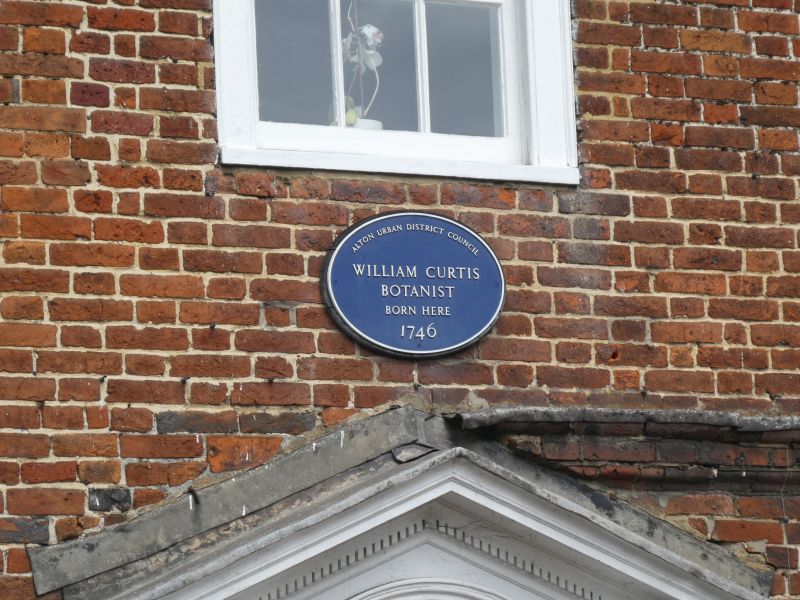 ALTON URBAN DISTRICT COUNCIL
WILLIAM CURTIS
BOTANIST
BORN HERE
1746